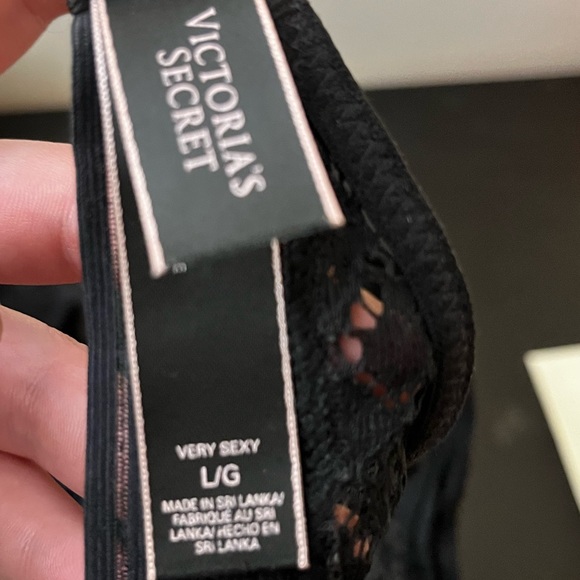 VICTORIA'S
SECRET
VERY SEXY
L/G
MADE IN SRI LANKA/
FABRIQUÉ AU SRI
LANKA/ HECHO EN
SRI LANKA